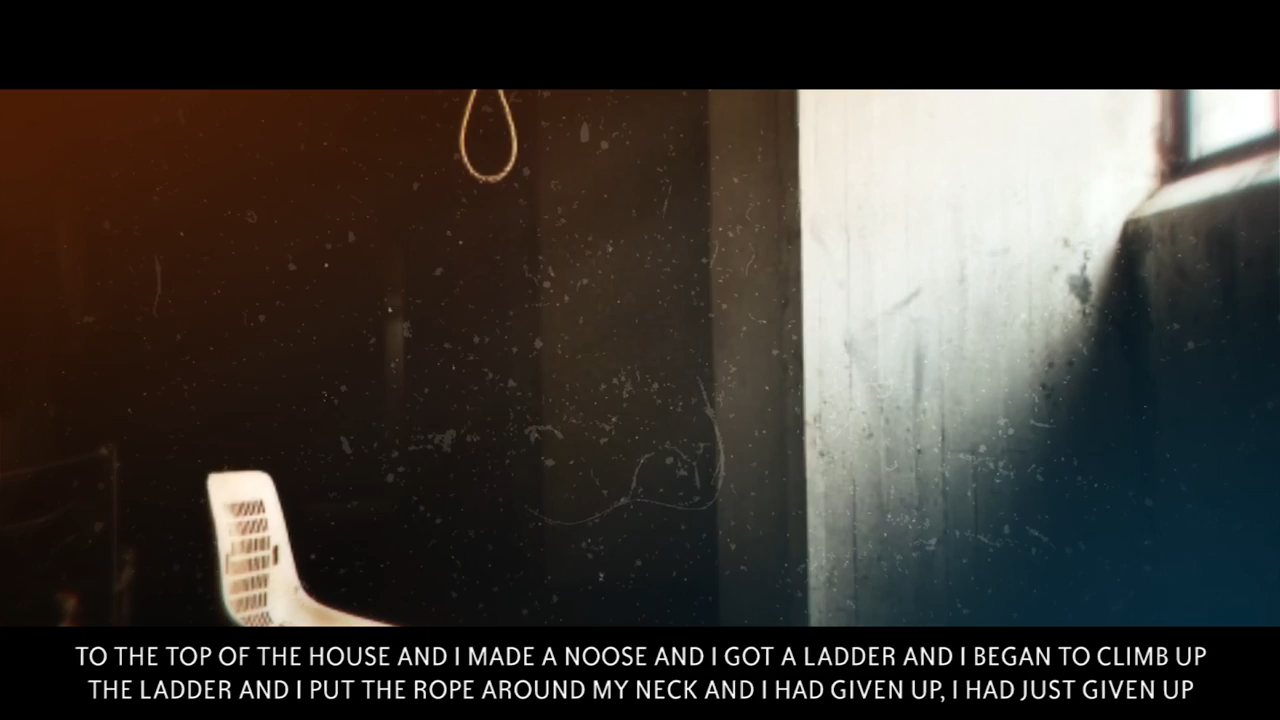 TO THE TOP OF THE HOUSE AND I MADE A NOOSE AND I GOT A LADDER AND I BEGAN TO CLIMB UP
THE LADDER AND I PUT THE ROPE AROUND MY NECK AND I HAD GIVEN UP, I HAD JUST GIVEN UP